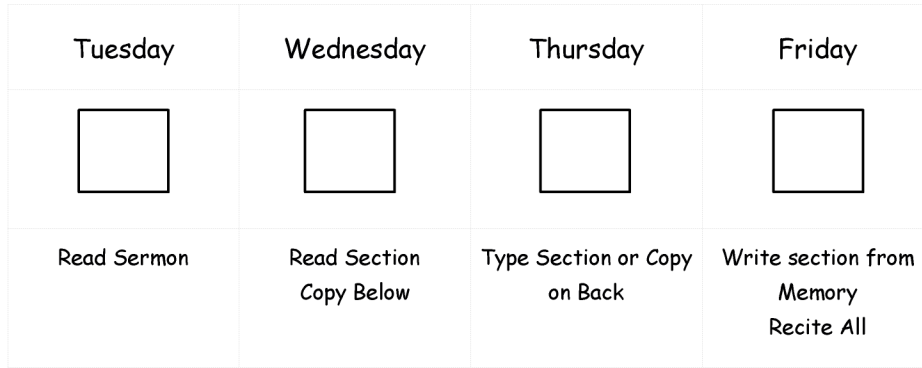 Tuesday
Wednesday
Thursday
Friday
Read Sermon
Read Section
Copy Below
Type Section or Copy
on Back
Write section from
Memory
Recite All